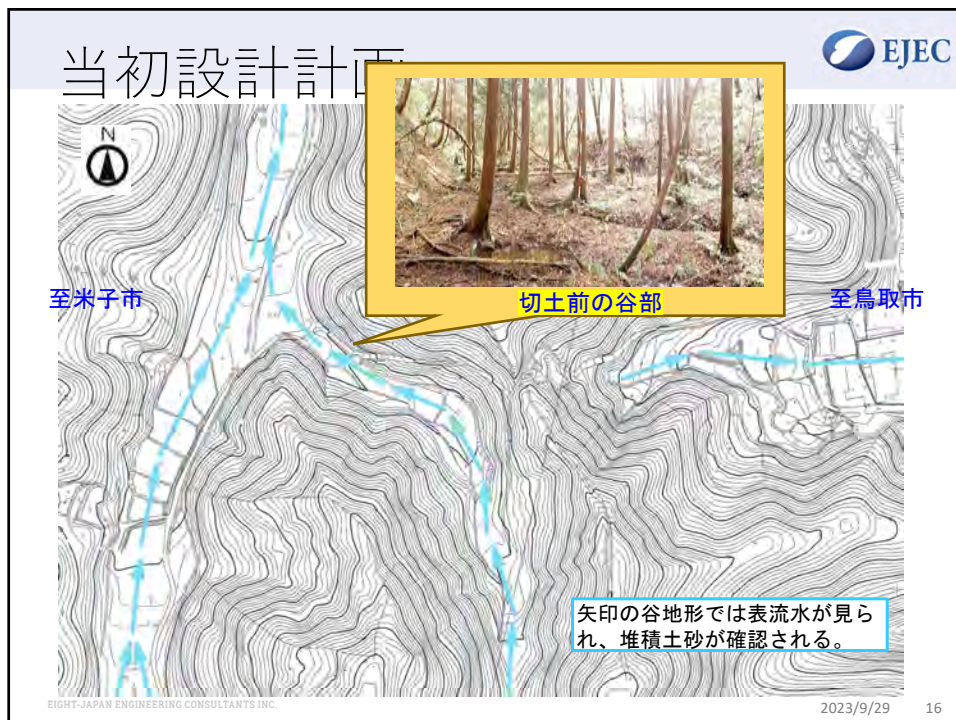 当初設計計画
EJEC
N
至米子市
切土前の谷部
至鳥取市
矢印の谷地形では表流水が見ら
れ、堆積土砂が確認される。
EIGHT-JAPAN ENGINEERING CONSULTANTS INC.
2023/9/29
16